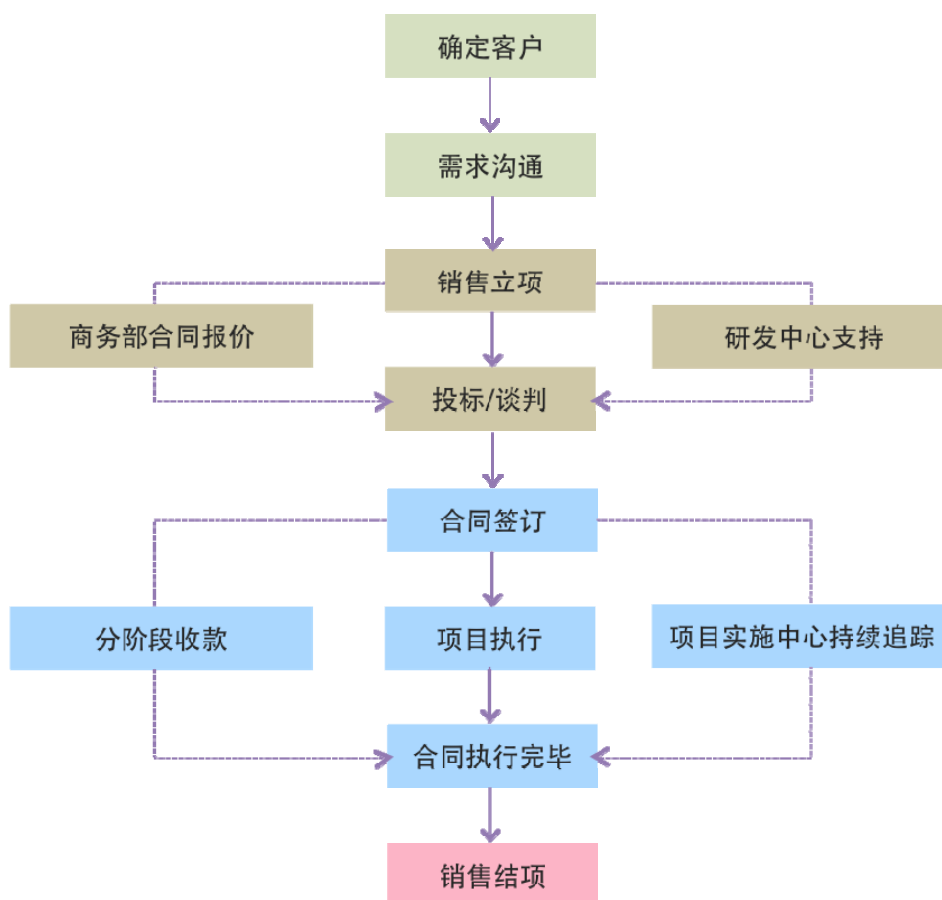 确定客户
需求沟通
销售立项
商务部合同报价
研发中心支持
投标/谈判
合同签订
分阶段收款
项目执行
项目实施中心持续追踪
合同执行完毕
销售结项